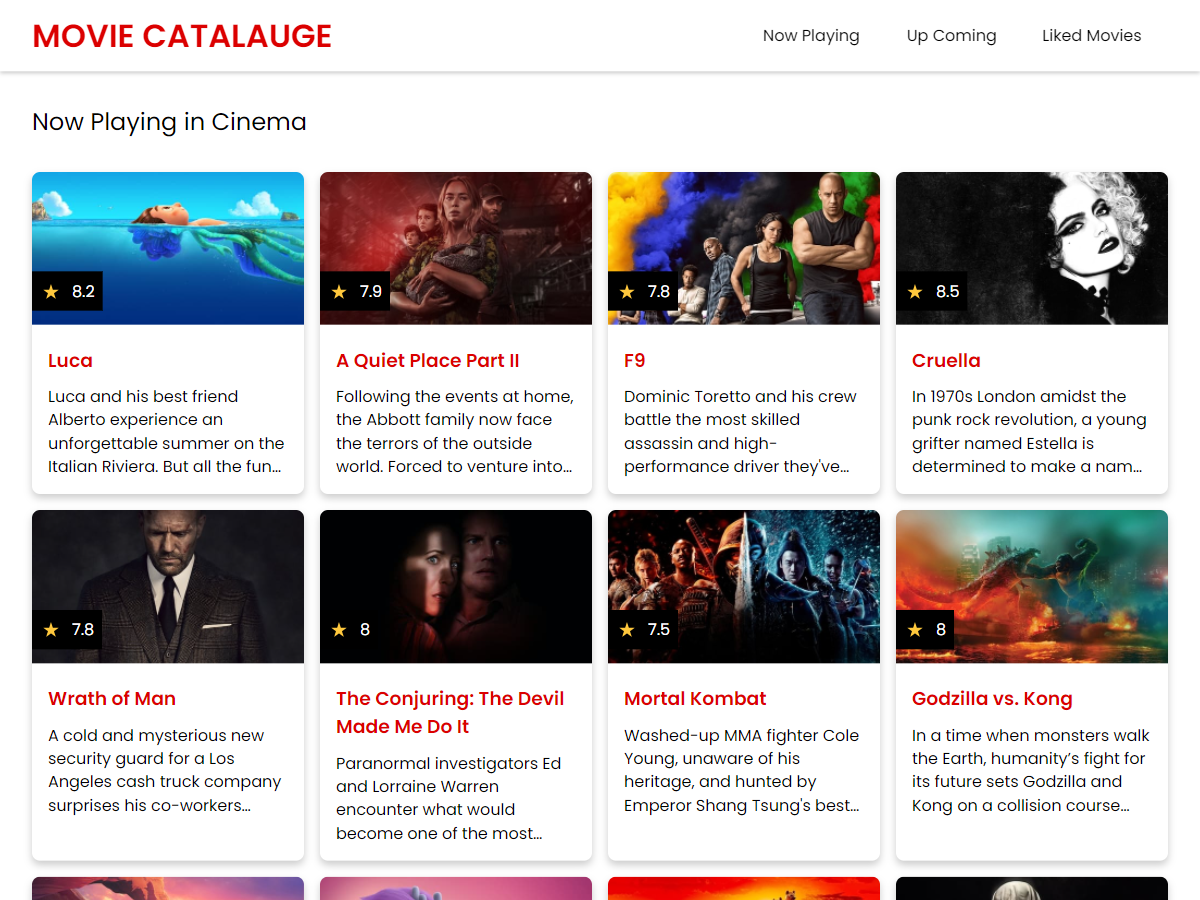 MOVIE CATALAUGE
Now Playing
Up Coming
Liked Movies
Now Playing in Cinema
8.2
Luca
Luca and his best friend
Alberto experience an
unforgettable summer on the
Italian Riviera. But all the fun...
7.9
A Quiet Place Part II
Following the events at home,
the Abbott family now face
the terrors of the outside
world. Forced to venture into...
7.8
F9
Dominic Toretto and his crew
battle the most skilled
assassin and high-
performance driver they've...
8.5
Cruella
In 1970s London amidst the
punk rock revolution, a young
grifter named Estella is
determined to make a nam...
7.8
Wrath of Man
A cold and mysterious new
security guard for a Los
Angeles cash truck company
surprises his co-workers...
8
The Conjuring: The Devil
Made Me Do It
Paranormal investigators Ed
and Lorraine Warren
encounter what would
become one of the most...
7.5
Mortal Kombat
Washed-up MMA fighter Cole
Young, unaware of his
heritage, and hunted by
Emperor Shang Tsung's best...
8
Godzilla vs. Kong
In a time when monsters walk
the Earth, humanity’s fight for
its future sets Godzilla and
Kong on a collision course...